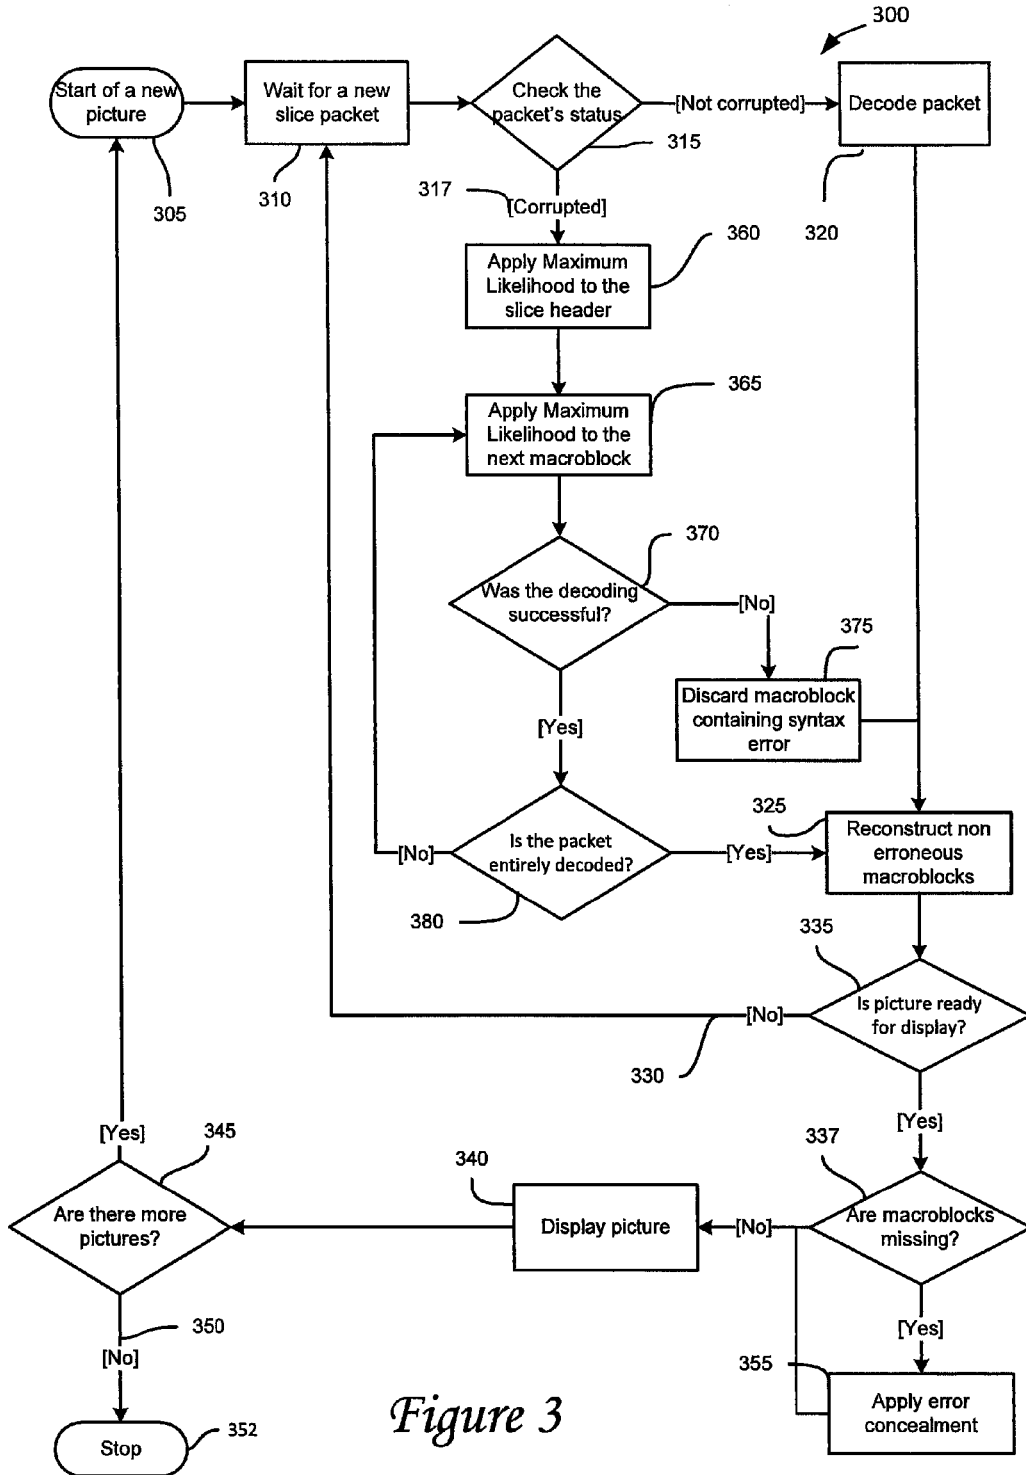 300
Start of a new
picture
305
Wait for a new
slice packet
310
Check the
packet's status
315
[Not corrupted]
Decode packet
320
317
[Corrupted]
Apply Maximum
Likelihood to the
slice header
360
Apply Maximum
Likelihood to the
next macroblock
365
Was the decoding
successful?
370
[No]
375
Discard macroblock
containing syntax
error
[Yes]
Is the packet
entirely decoded?
380
[No]
[Yes]
325
Reconstruct non
erroneous
macroblocks
335
Is picture ready
for display?
[No]
330
[Yes]
337
Are macroblocks
missing?
[No]
340
Display picture
[Yes]
355
Apply error
concealment
[Yes]
345
Are there more
pictures?
350
[No]
Stop
352
Figure 3